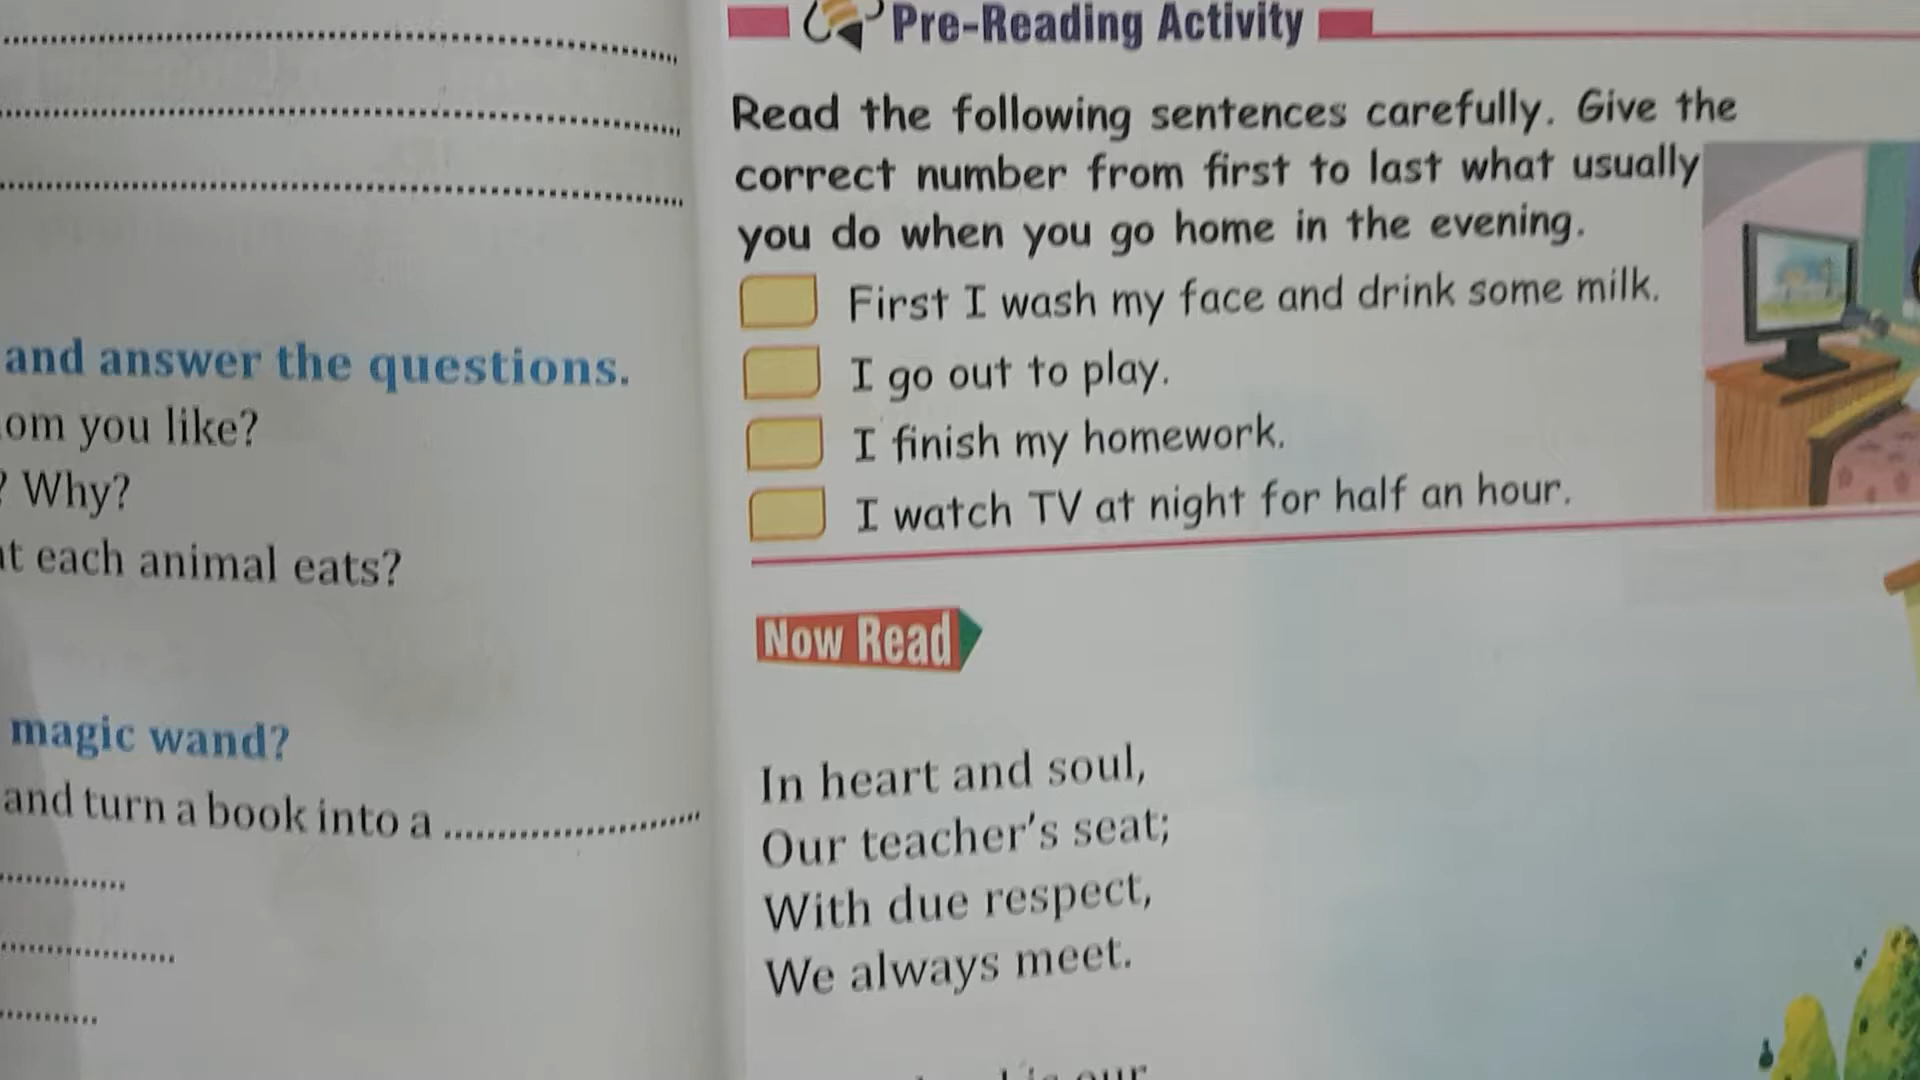 and answer the questions.
you like?
? Why?
each animal eats?
magic wand?
and turn a book into a
Pre-Reading Activity
Read the following sentences carefully. Give the
correct number from first to last what usually
you do when you go home in the evening.
First I wash my face and drink some milk.
I go out to play.
I finish my homework.
I watch TV at night for half an hour.
Now Read
In heart and soul,
Our teacher's seat;
With due respect,
We always meet.
our